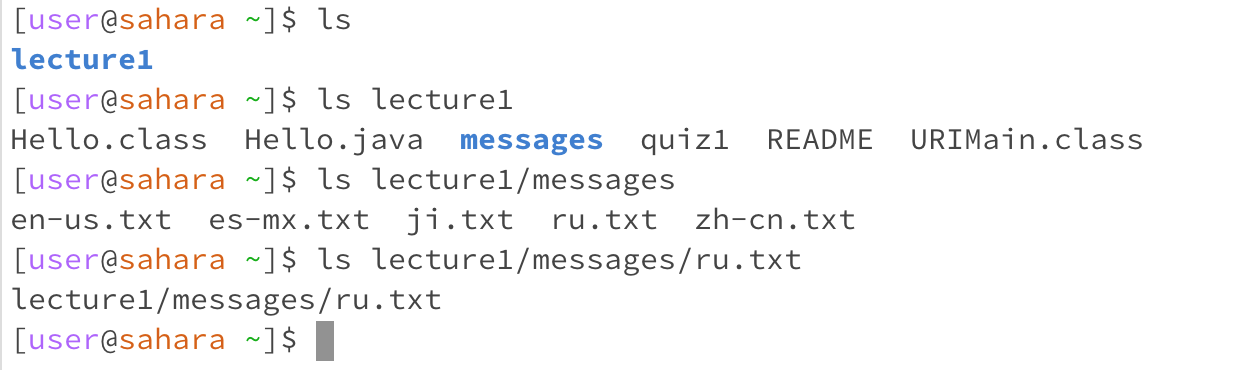 [user@sahara ~]$ ls
lecture1
[user@sahara ~]$ ls lecture1
Hello.class  Hello.java  messages  quiz1  README  URIMain.class
[user@sahara ~]$ ls lecture1/messages
en-us.txt  es-mx.txt  ji.txt  ru.txt  zh-cn.txt
[user@sahara ~]$ ls lecture1/messages/ru.txt
lecture1/messages/ru.txt
[user@sahara ~]$